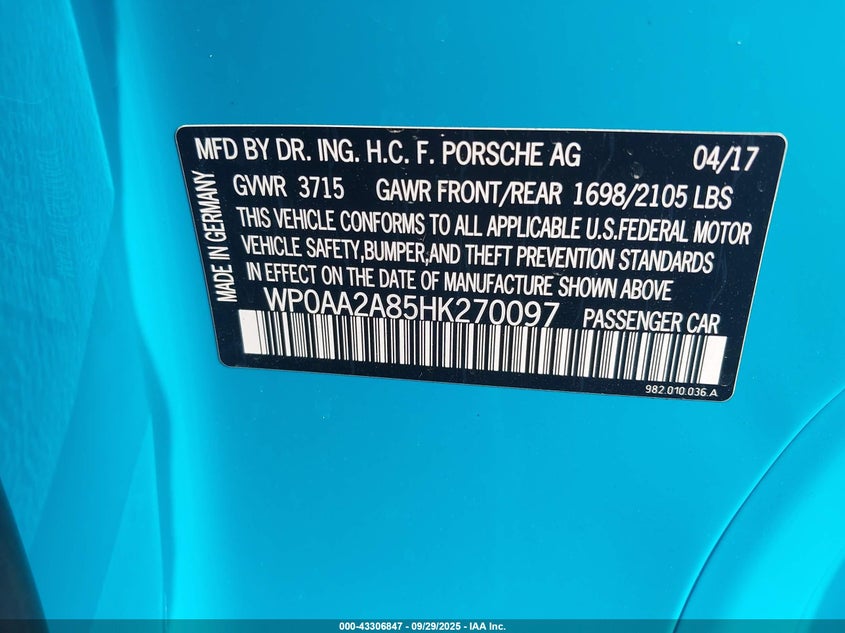 MFD BY DR. ING. H.C. F. PORSCHE AG 04/17
GVWR 3715 GAWR FRONT/REAR 1698/2105 LBS
THIS VEHICLE CONFORMS TO ALL APPLICABLE U.S.FEDERAL MOTOR
VEHICLE SAFETY,BUMPER,AND THEFT PREVENTION STANDARDS
IN EFFECT ON THE DATE OF MANUFACTURE SHOWN ABOVE
WP0AA2A85HK270097 PASSENGER CAR
982.010.036.A
MADE IN GERMANY
000-43306847 - 09/29/2025 - IAA Inc.